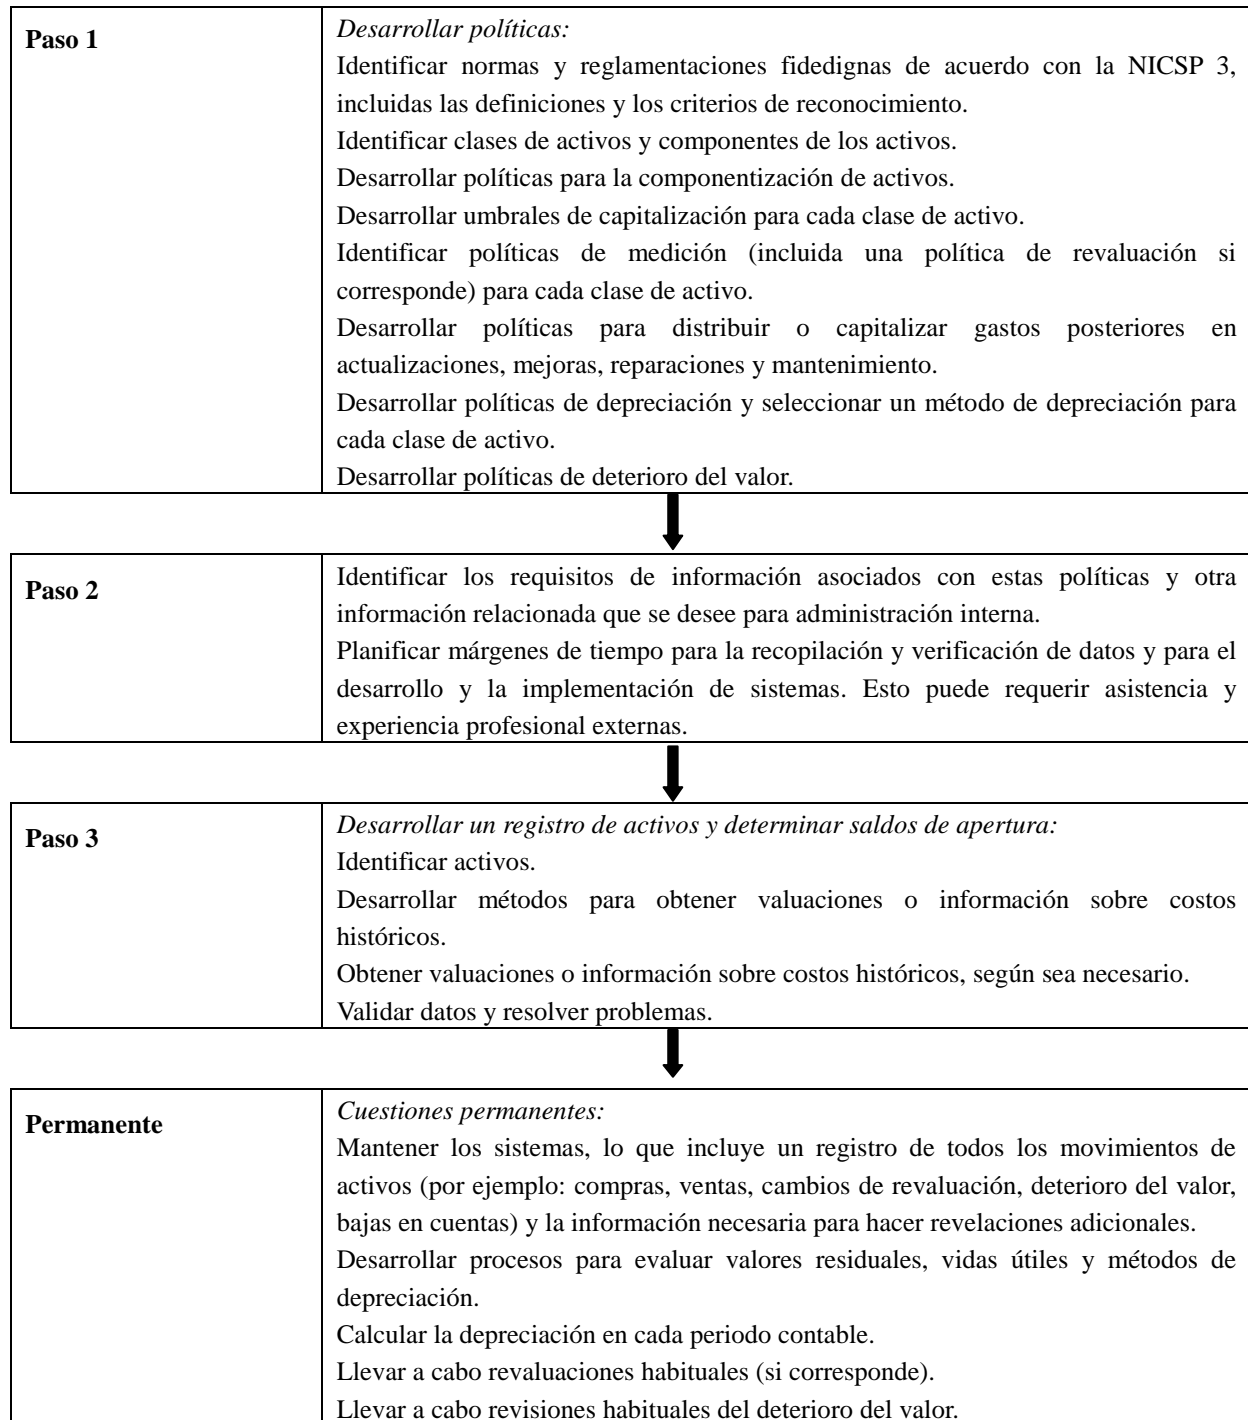 Paso 1
Desarrollar políticas:
Identificar normas y reglamentaciones fidedignas de acuerdo con la NICSP 3,
incluidas las definiciones y los criterios de reconocimiento.
Identificar clases de activos y componentes de los activos.
Desarrollar políticas para la componentización de activos.
Desarrollar umbrales de capitalización para cada clase de activo.
Identificar políticas de medición (incluida una política de revaluación si
corresponde) para cada clase de activo.
Desarrollar políticas para distribuir o capitalizar gastos posteriores en
actualizaciones, mejoras, reparaciones y mantenimiento.
Desarrollar políticas de depreciación y seleccionar un método de depreciación para
cada clase de activo.
Desarrollar políticas de deterioro del valor.
Paso 2
Identificar los requisitos de información asociados con estas políticas y otra
información relacionada que se desee para administración interna.
Planificar márgenes de tiempo para la recopilación y verificación de datos y para el
desarrollo y la implementación de sistemas. Esto puede requerir asistencia y
experiencia profesional externas.
Paso 3
Desarrollar un registro de activos y determinar saldos de apertura:
Identificar activos.
Desarrollar métodos para obtener valuaciones o información sobre costos
históricos.
Obtener valuaciones o información sobre costos históricos, según sea necesario.
Validar datos y resolver problemas.
Permanente
Cuestiones permanentes:
Mantener los sistemas, lo que incluye un registro de todos los movimientos de
activos (por ejemplo: compras, ventas, cambios de revaluación, deterioro del valor,
bajas en cuentas) y la información necesaria para hacer revelaciones adicionales.
Desarrollar procesos para evaluar valores residuales, vidas útiles y métodos de
depreciación.
Calcular la depreciación en cada periodo contable.
Llevar a cabo revaluaciones habituales (si corresponde).
Llevar a cabo revisiones habituales del deterioro del valor.